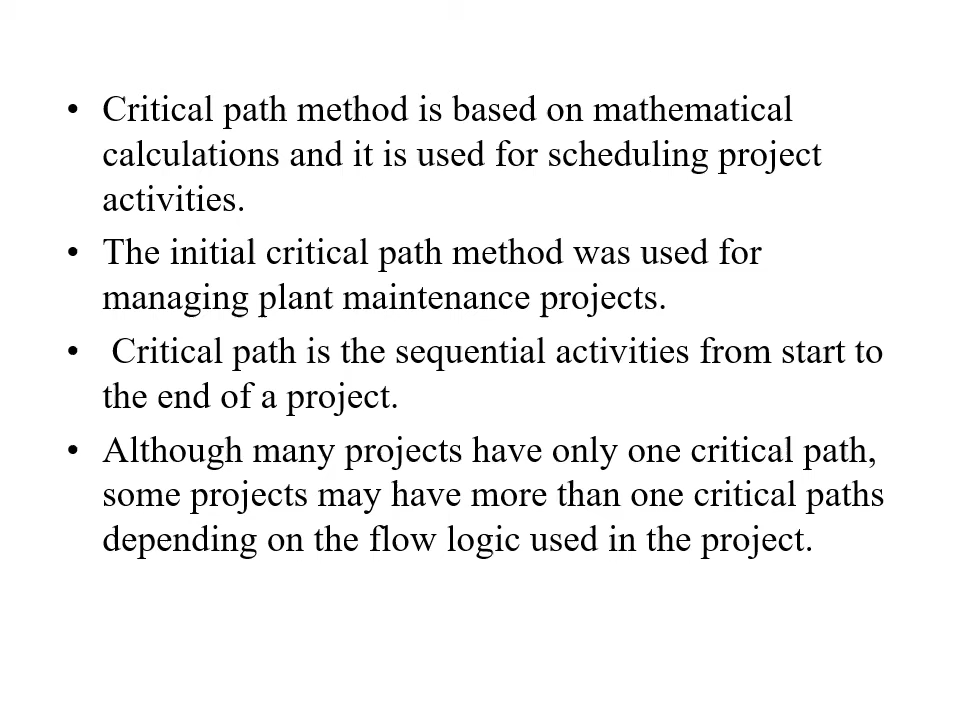 • Critical path method is based on mathematical
calculations and it is used for scheduling project
activities.
• The initial critical path method was used for
managing plant maintenance projects.
• Critical path is the sequential activities from start to
the end of a project.
• Although many projects have only one critical path,
some projects may have more than one critical paths
depending on the flow logic used in the project.